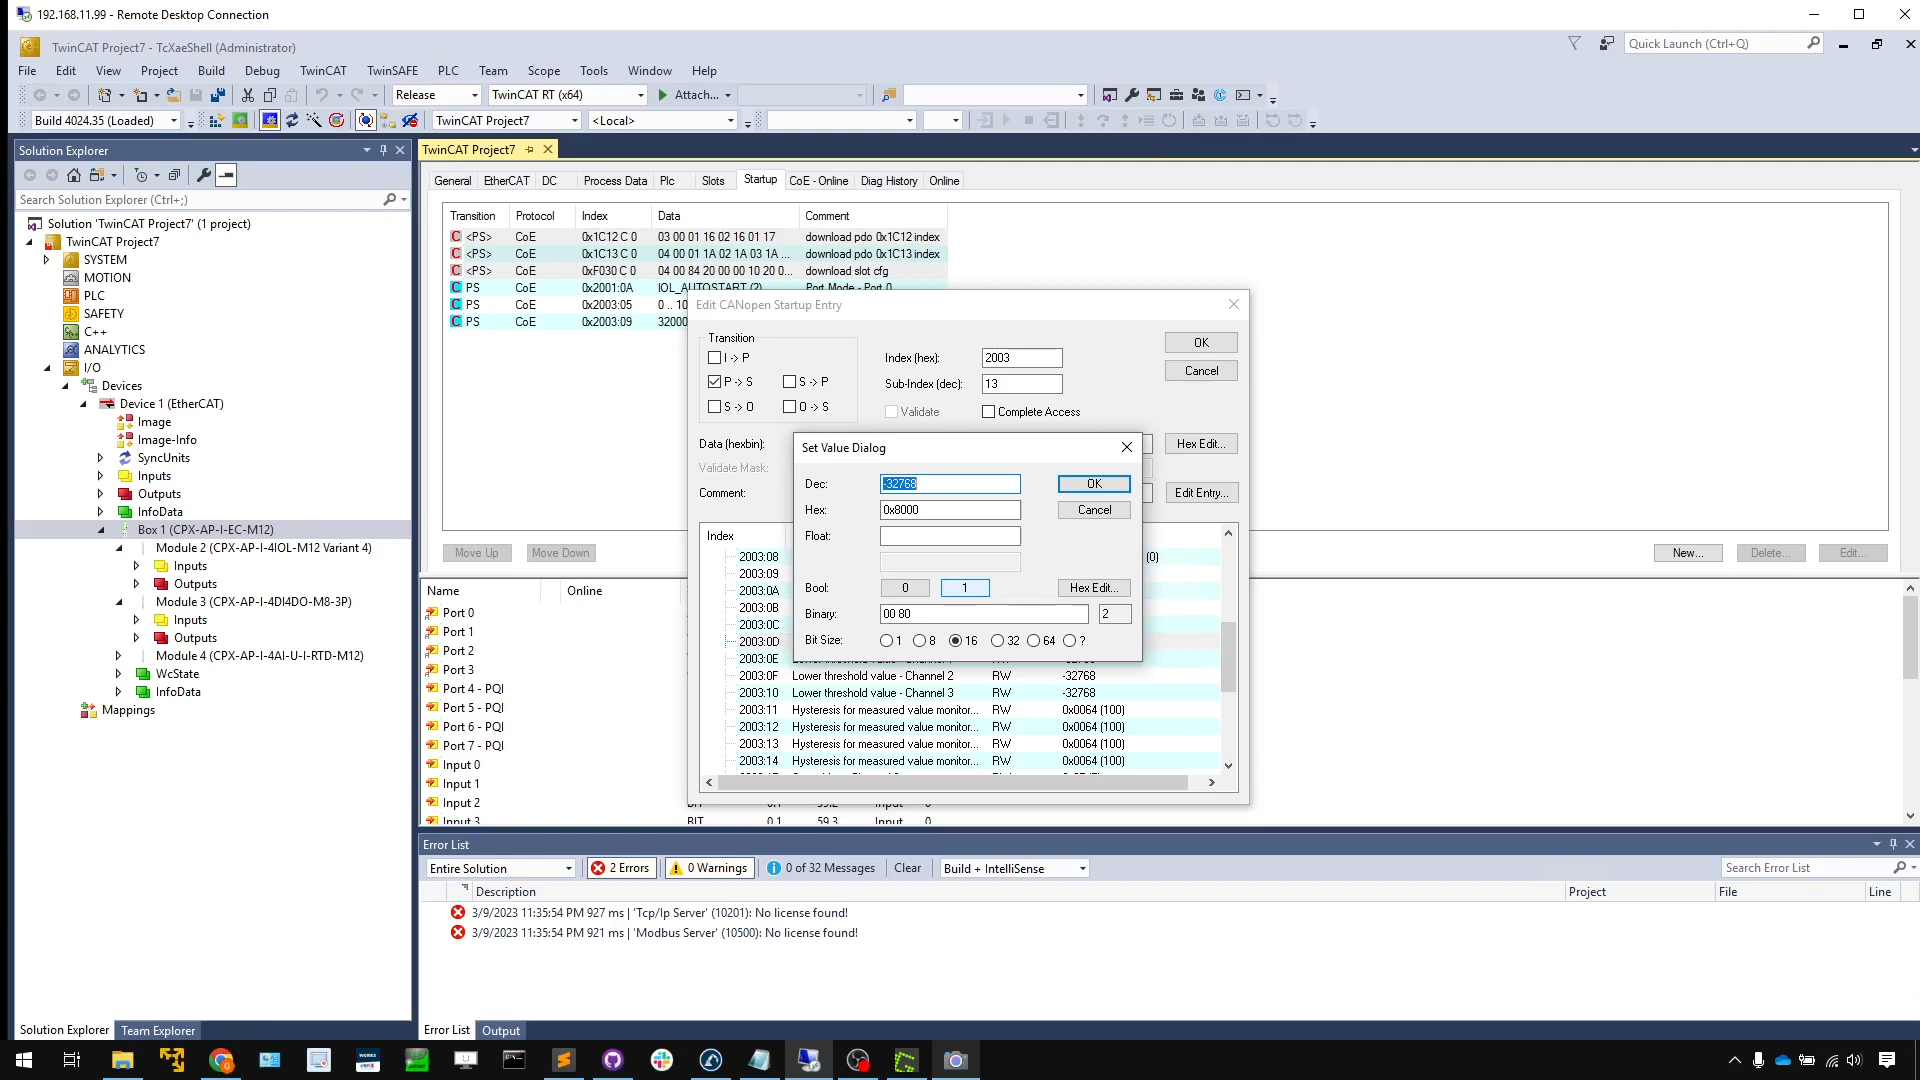 192.168.11.99 - Remote Desktop Connection
TwinCAT Project7 - TcXaeShell (Administrator)
Quick Launch (Ctrl+Q)
File Edit View Project Build Debug TwinCAT TwinSAFE PLC Team Scope Tools Window Help
Release TwinCAT RT (x64) Attach...
Build 4024.35 (Loaded) TwinCAT Project7 <Local>
Solution Explorer
Search Solution Explorer (Ctrl+;)
Solution 'TwinCAT Project7' (1 project)
TwinCAT Project7
SYSTEM
MOTION
PLC
SAFETY
C++
ANALYTICS
I/O
Devices
Device 1 (EtherCAT)
Image
Image-Info
SyncUnits
Inputs
Outputs
InfoData
Box 1 (CPX-AP-I-EC-M12)
Module 2 (CPX-AP-I-4IOL-M12 Variant 4)
Inputs
Outputs
Module 3 (CPX-AP-I-4DI4DO-M8-3P)
Inputs
Outputs
Module 4 (CPX-AP-I-4AI-U-I-RTD-M12)
WcState
InfoData
Mappings
Solution Explorer Team Explorer
TwinCAT Project7
General EtherCAT DC Process Data Plc Slots Startup CoE - Online Diag History Online
Transition Protocol Index Data Comment
C <PS> CoE 0x1C12 C 0 03 00 01 16 02 16 01 17 download pdo 0x1C12 index
C <PS> CoE 0x1C13 C 0 04 00 01 1A 02 1A 03 1A ... download pdo 0x1C13 index
C <PS> CoE 0xF030 C 0 04 00 84 20 00 00 10 20 0... download slot cfg
C PS CoE 0x2001:0A IOL_AUTOSTART (2) Port Mode - Port 0
C PS CoE 0x2003:05 0 .. 10
C PS CoE 0x2003:09 32000
Move Up Move Down New... Delete... Edit...
Edit CANopen Startup Entry
Transition
I -> P
P -> S S -> P
S -> O O -> S
Index (hex): 2003
Sub-Index (dec): 13
Validate Complete Access
OK
Cancel
Data (hexbin): Hex Edit...
Validate Mask:
Comment: Edit Entry...
Index
2003:08 (0)
2003:09
2003:0A
2003:0B
2003:0C
2003:0D
2003:0E
2003:0F Lower threshold value - Channel 2 RW -32768
2003:10 Lower threshold value - Channel 3 RW -32768
2003:11 Hysteresis for measured value monitor... RW 0x0064 (100)
2003:12 Hysteresis for measured value monitor... RW 0x0064 (100)
2003:13 Hysteresis for measured value monitor... RW 0x0064 (100)
2003:14 Hysteresis for measured value monitor... RW 0x0064 (100)
Set Value Dialog
Dec: -32768 OK
Hex: 0x8000 Cancel
Float:
Bool: 0 1 Hex Edit...
Binary: 00 80 2
Bit Size: 1 8 16 32 64 ?
Name Online
Port 0
Port 1
Port 2
Port 3
Port 4 - PQI
Port 5 - PQI
Port 6 - PQI
Port 7 - PQI
Input 0
Input 1
Input 2
Input 3 BIT 0.1 59.3 Input 0
Error List
Entire Solution 2 Errors 0 Warnings 0 of 32 Messages Clear Build + IntelliSense Search Error List
Description Project File Line
3/9/2023 11:35:54 PM 927 ms | 'Tcp/Ip Server' (10201): No license found!
3/9/2023 11:35:54 PM 921 ms | 'Modbus Server' (10500): No license found!
Error List Output